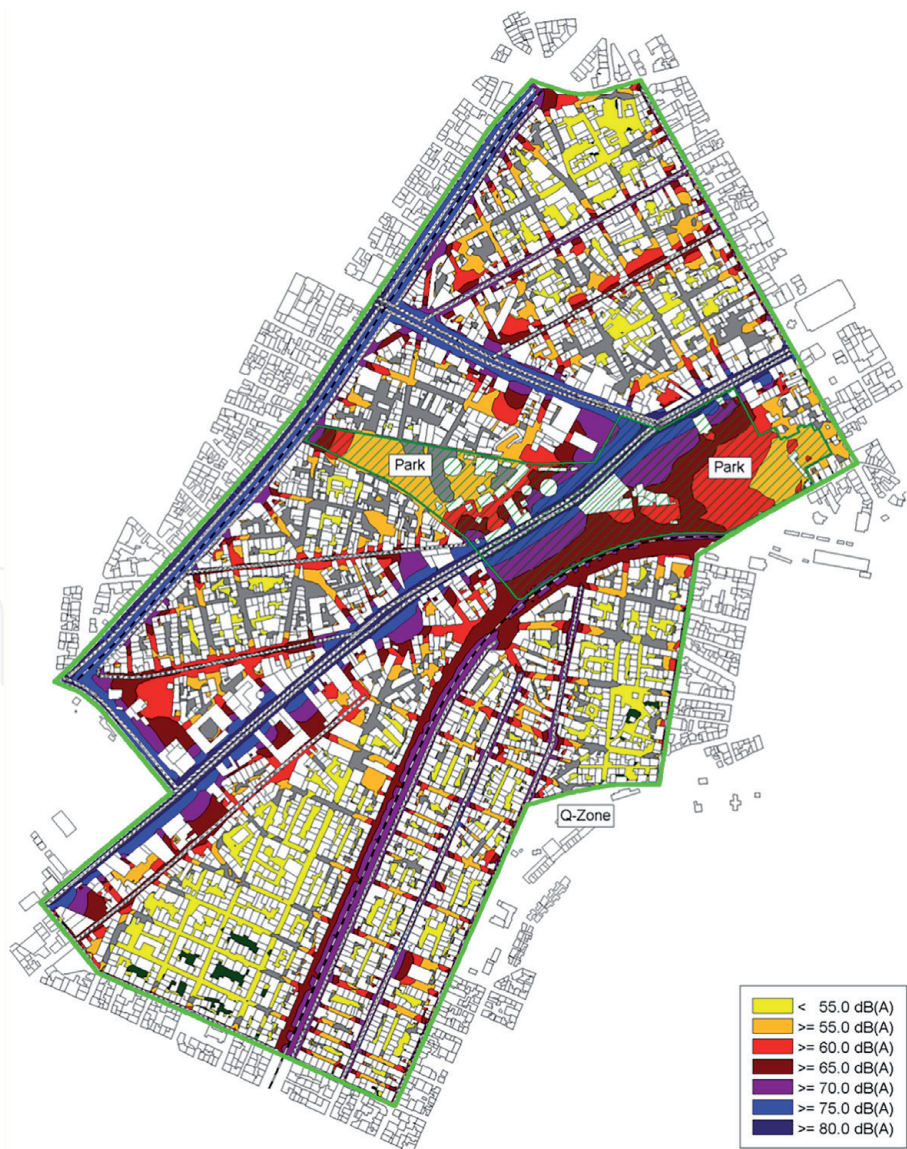 Park
Park
Q-Zone
< 55.0 dB(A)
>= 55.0 dB(A)
>= 60.0 dB(A)
>= 65.0 dB(A)
>= 70.0 dB(A)
>= 75.0 dB(A)
>= 80.0 dB(A)